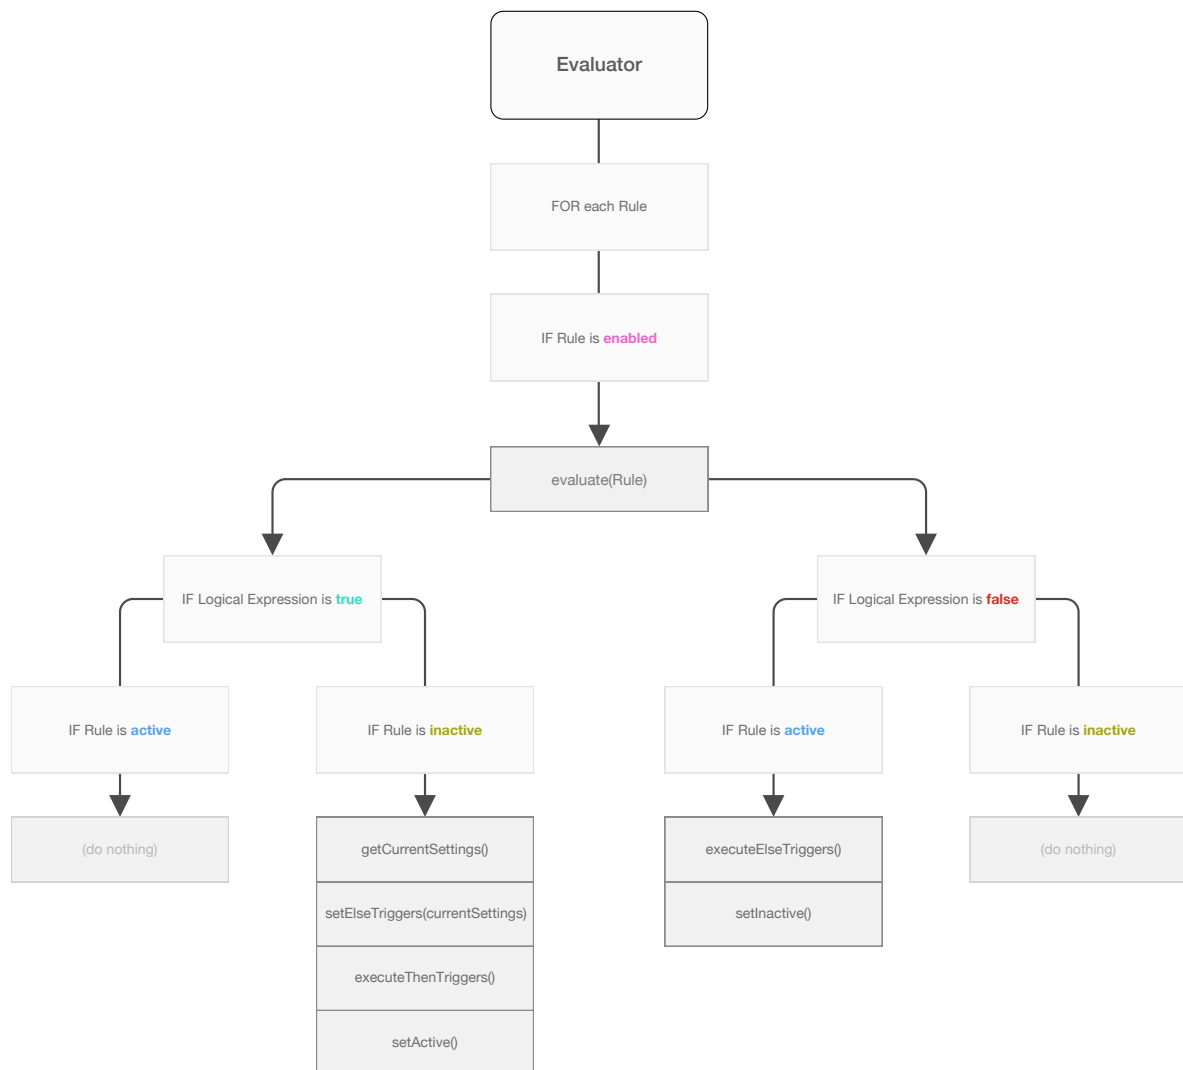 Evaluator
FOR each Rule
IF Rule is enabled
evaluate(Rule)
IF Logical Expression is true
IF Logical Expression is false
IF Rule is active
IF Rule is inactive
IF Rule is active
IF Rule is inactive
(do nothing)
getCurrentSettings()
executeElseTriggers()
(do nothing)
setElseTriggers(currentSettings)
setInactive()
executeThenTriggers()
setActive()